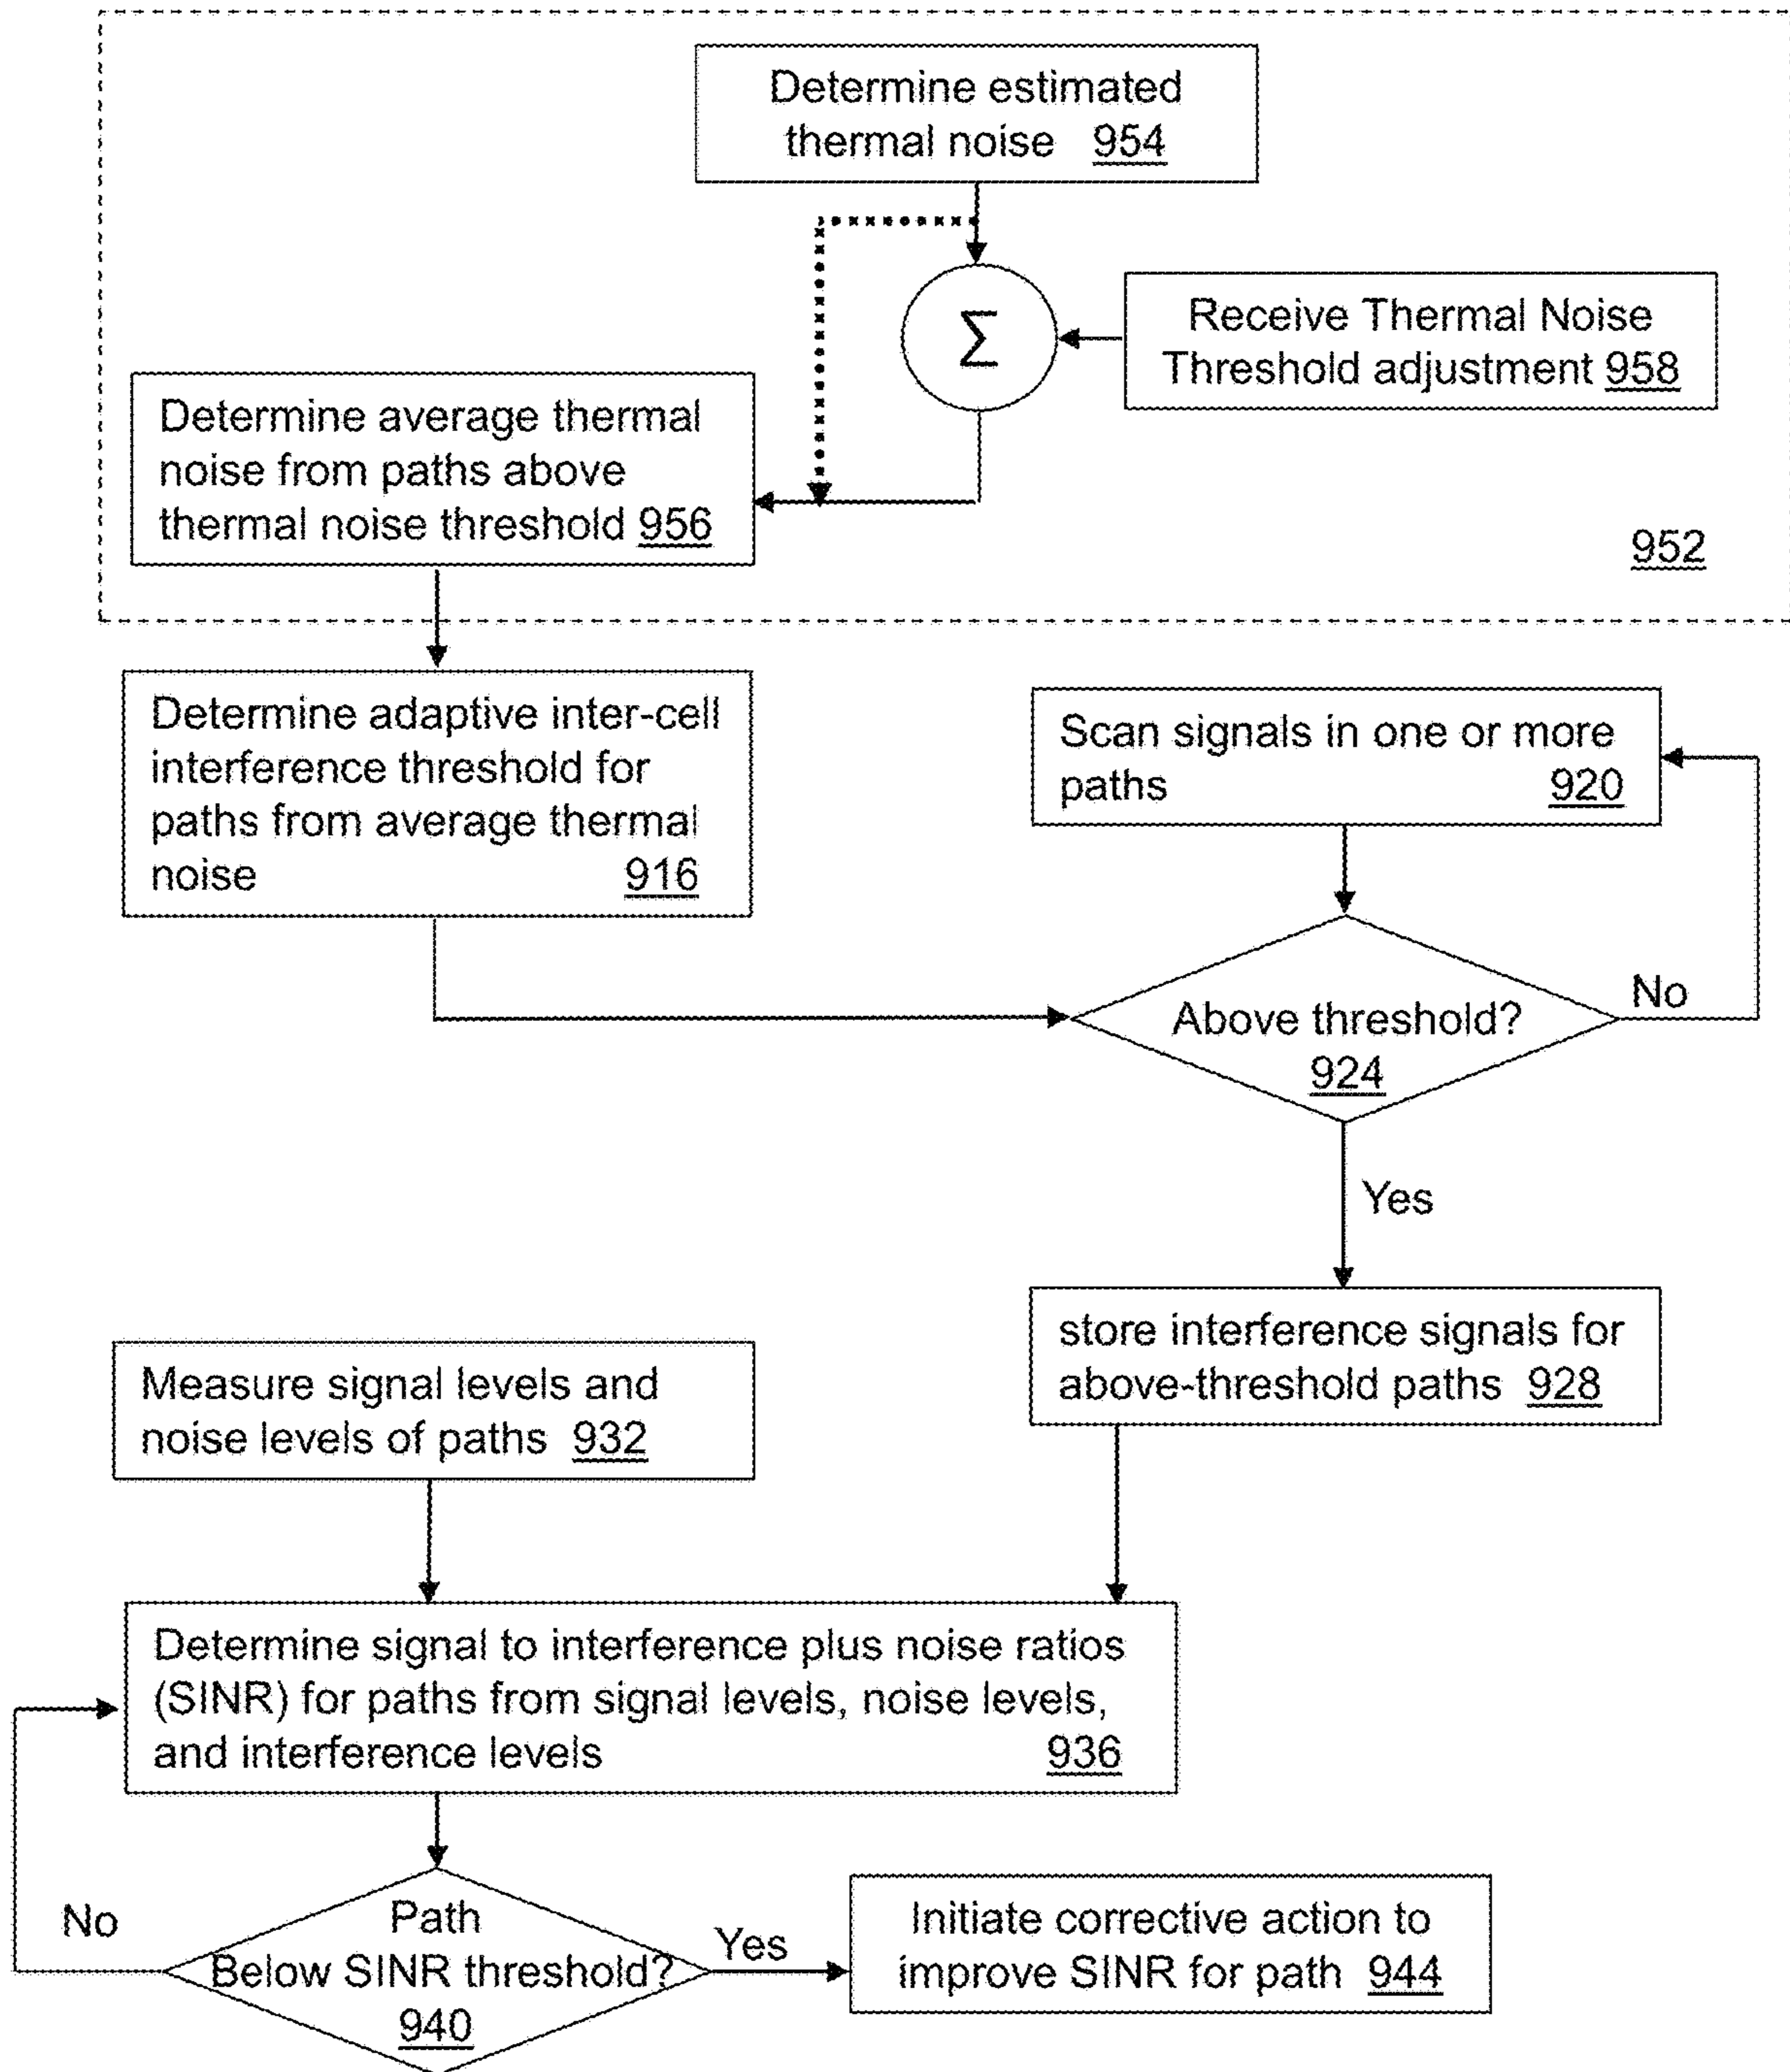 Determine estimated
thermal noise 954
Σ
Receive Thermal Noise
Threshold adjustment 958
Determine average thermal
noise from paths above
thermal noise threshold 956
952
Determine adaptive inter-cell
interference threshold for
paths from average thermal
noise 916
Scan signals in one or more
paths 920
Above threshold?
924
No
Yes
store interference signals for
above-threshold paths 928
Measure signal levels and
noise levels of paths 932
Determine signal to interference plus noise ratios
(SINR) for paths from signal levels, noise levels,
and interference levels 936
No
Path
Below SINR threshold?
940
Yes
Initiate corrective action to
improve SINR for path 944